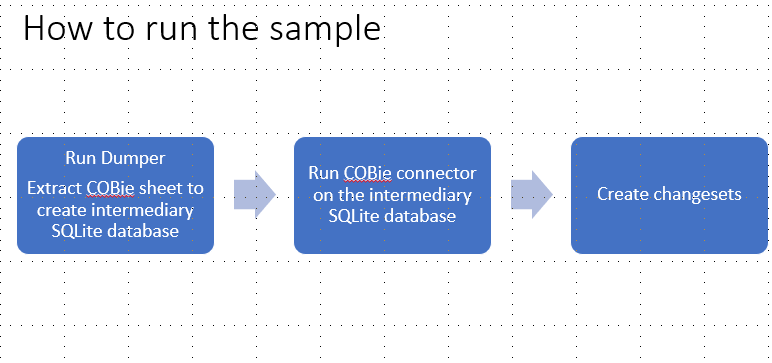 How to run the sample
Run Dumper
Extract COBie sheet to
create intermediary
SQLite database
Run COBie connector
on the intermediary
SQLite database
Create changesets